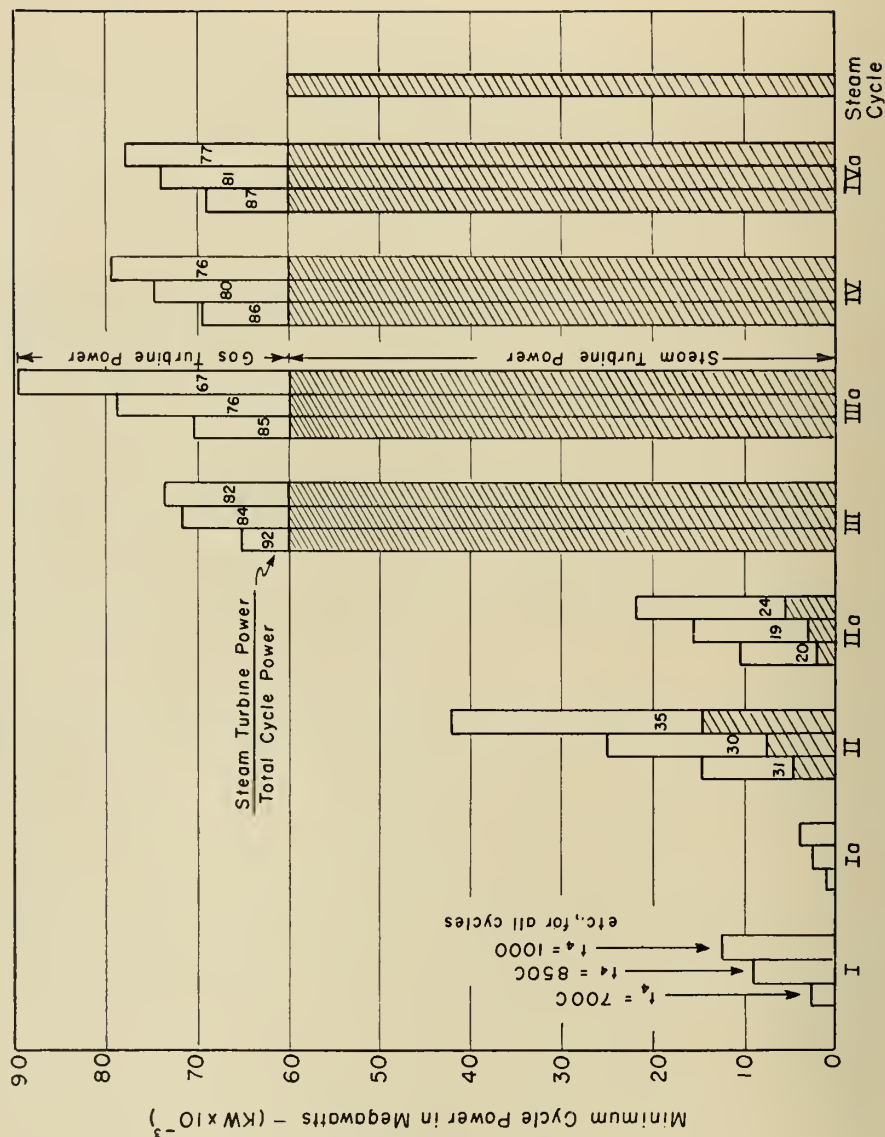 Minimum Cycle Power in Megawatts – (KW x 10⁻³)
90
80
70
60
50
40
30
20
10
0
t₄ = 700C
t₄ = 850C
t₄ = 1000
etc., for all cycles
31
30
35
20
19
24
Steam Turbine Power
Total Cycle Power
92
84
82
85
76
67
Gas Turbine Power
Steam Turbine Power
86
80
76
87
81
77
I
Ia
II
IIa
III
IIIa
IV
IVa
Steam
Cycle